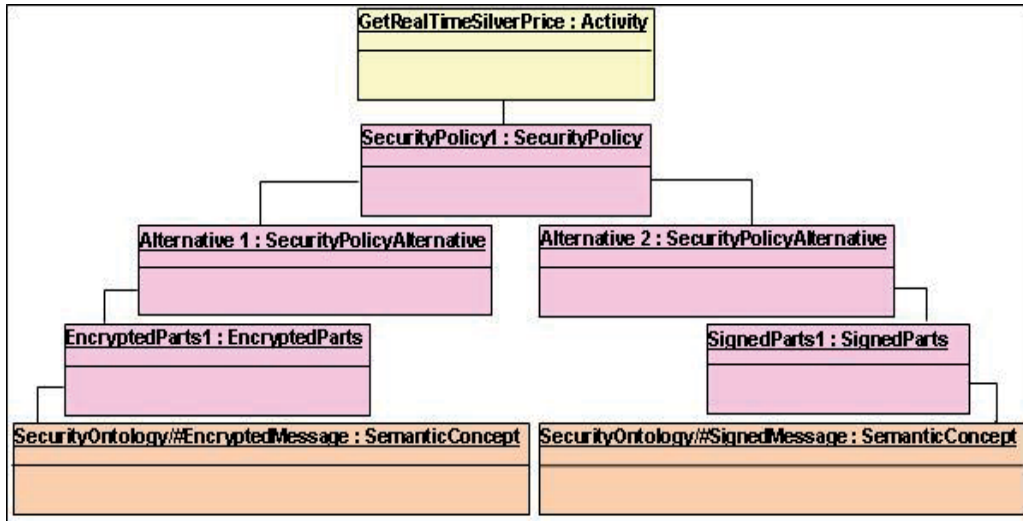 GetRealTimeSilverPrice : Activity
SecurityPolicy1 : SecurityPolicy
Alternative 1 : SecurityPolicyAlternative
Alternative 2 : SecurityPolicyAlternative
EncryptedParts1 : EncryptedParts
SignedParts1 : SignedParts
SecurityOntology/#EncryptedMessage : SemanticConcept
SecurityOntology/#SignedMessage : SemanticConcept